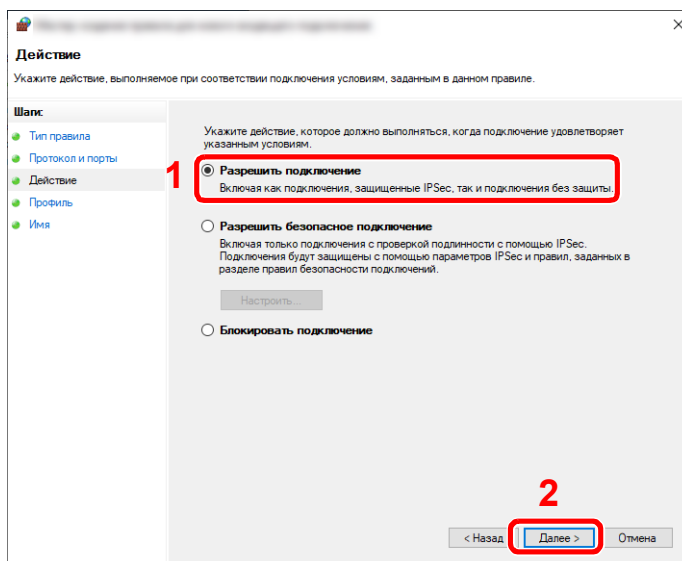 Действие
Укажите действие, выполняемое при соответствии подключения условиям, заданным в данном правиле.
Шаги:
Тип правила
Протокол и порты
Действие
Профиль
Имя
Укажите действие, которое должно выполняться, когда подключение удовлетворяет
указанным условиям.
1
Разрешить подключение
Включая как подключения, защищенные IPSec, так и подключения без защиты.
Разрешить безопасное подключение
Включая только подключения с проверкой подлинности с помощью IPSec.
Подключения будут защищены с помощью параметров IPSec и правил, заданных в
разделе правил безопасности подключений.
Настроить...
Блокировать подключение
2
< Назад Далее > Отмена